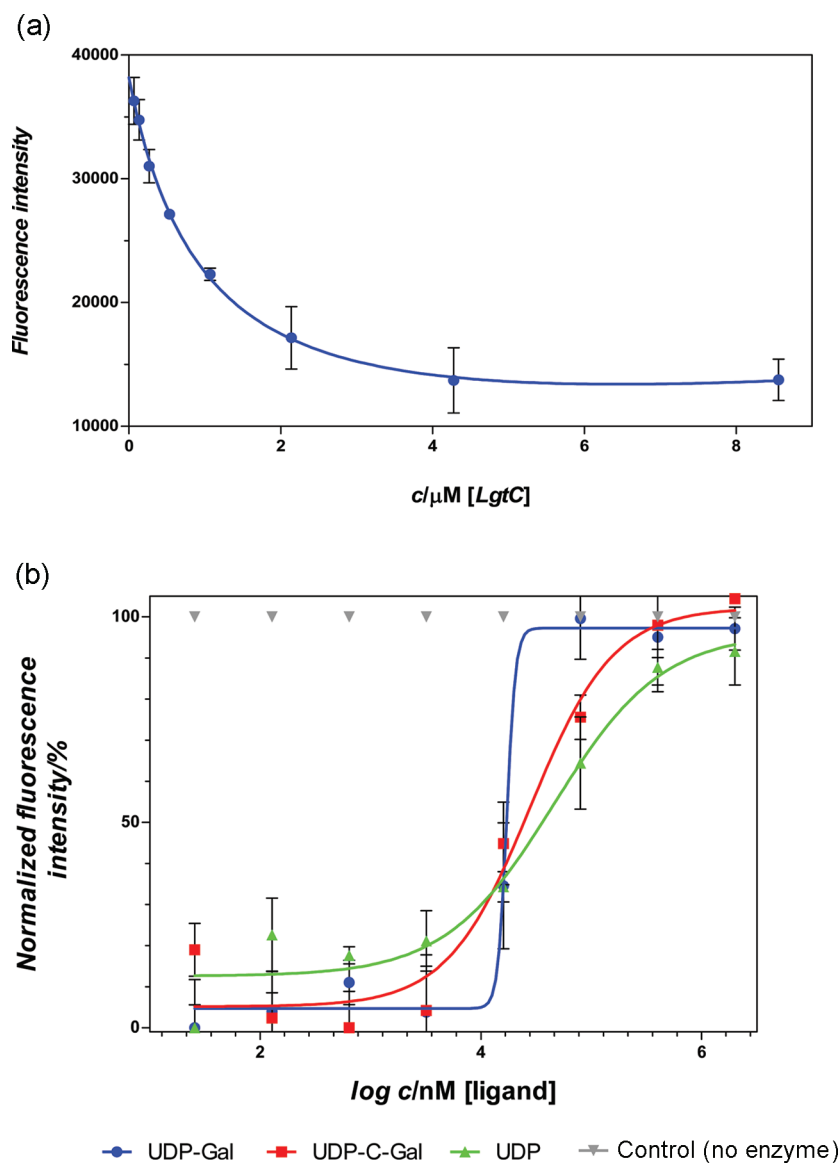 (a)
40000
30000
20000
10000
Fluorescence intensity
0 2 4 6 8
c/μM [LgtC]
(b)
100
50
0
Normalized fluorescence
intensity/%
2 4 6
log c/nM [ligand]
UDP-Gal UDP-C-Gal UDP Control (no enzyme)